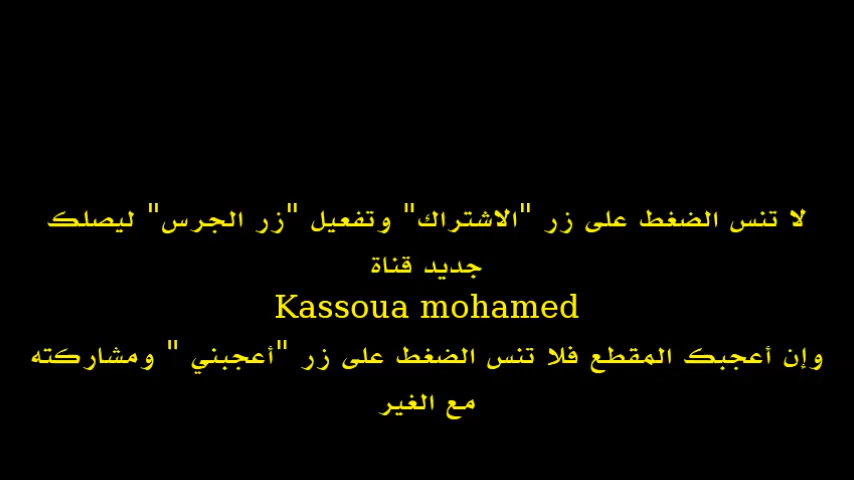 لا تنس الضغط على زر "الاشتراك" وتفعيل "زر الجرس" ليصلك
جديد قناة
Kassoua mohamed
وإن أعجبك المقطع فلا تنس الضغط على زر "أعجبني " ومشاركته
مع الغير